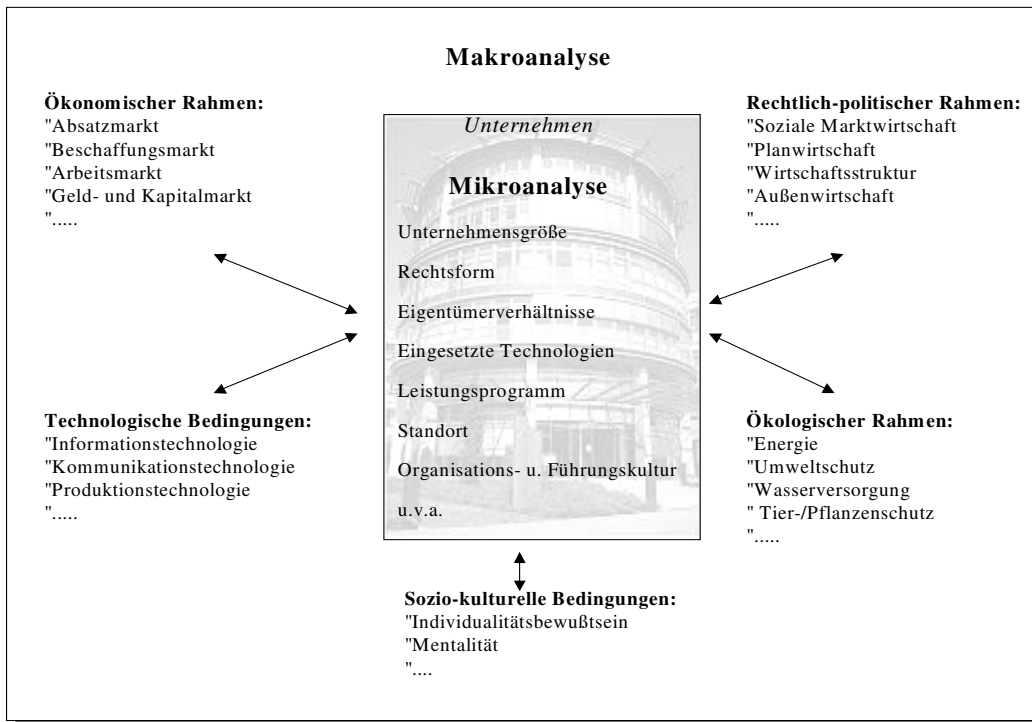 Makroanalyse
Ökonomischer Rahmen:
"Absatzmarkt
"Beschaffungsmarkt
"Arbeitsmarkt
"Geld- und Kapitalmarkt
".....
Rechtlich-politischer Rahmen:
"Soziale Marktwirtschaft
"Planwirtschaft
"Wirtschaftsstruktur
"Außenwirtschaft
".....
Unternehmen
Mikroanalyse
Unternehmensgröße
Rechtsform
Eigentümerverhältnisse
Eingesetzte Technologien
Leistungsprogramm
Standort
Organisations- u. Führungskultur
u.v.a.
Technologische Bedingungen:
"Informationstechnologie
"Kommunikationstechnologie
"Produktionstechnologie
".....
Ökologischer Rahmen:
"Energie
"Umweltschutz
"Wasserversorgung
" Tier-/Pflanzenschutz
".....
Sozio-kulturelle Bedingungen:
"Individualitätsbewußtsein
"Mentalität
"....